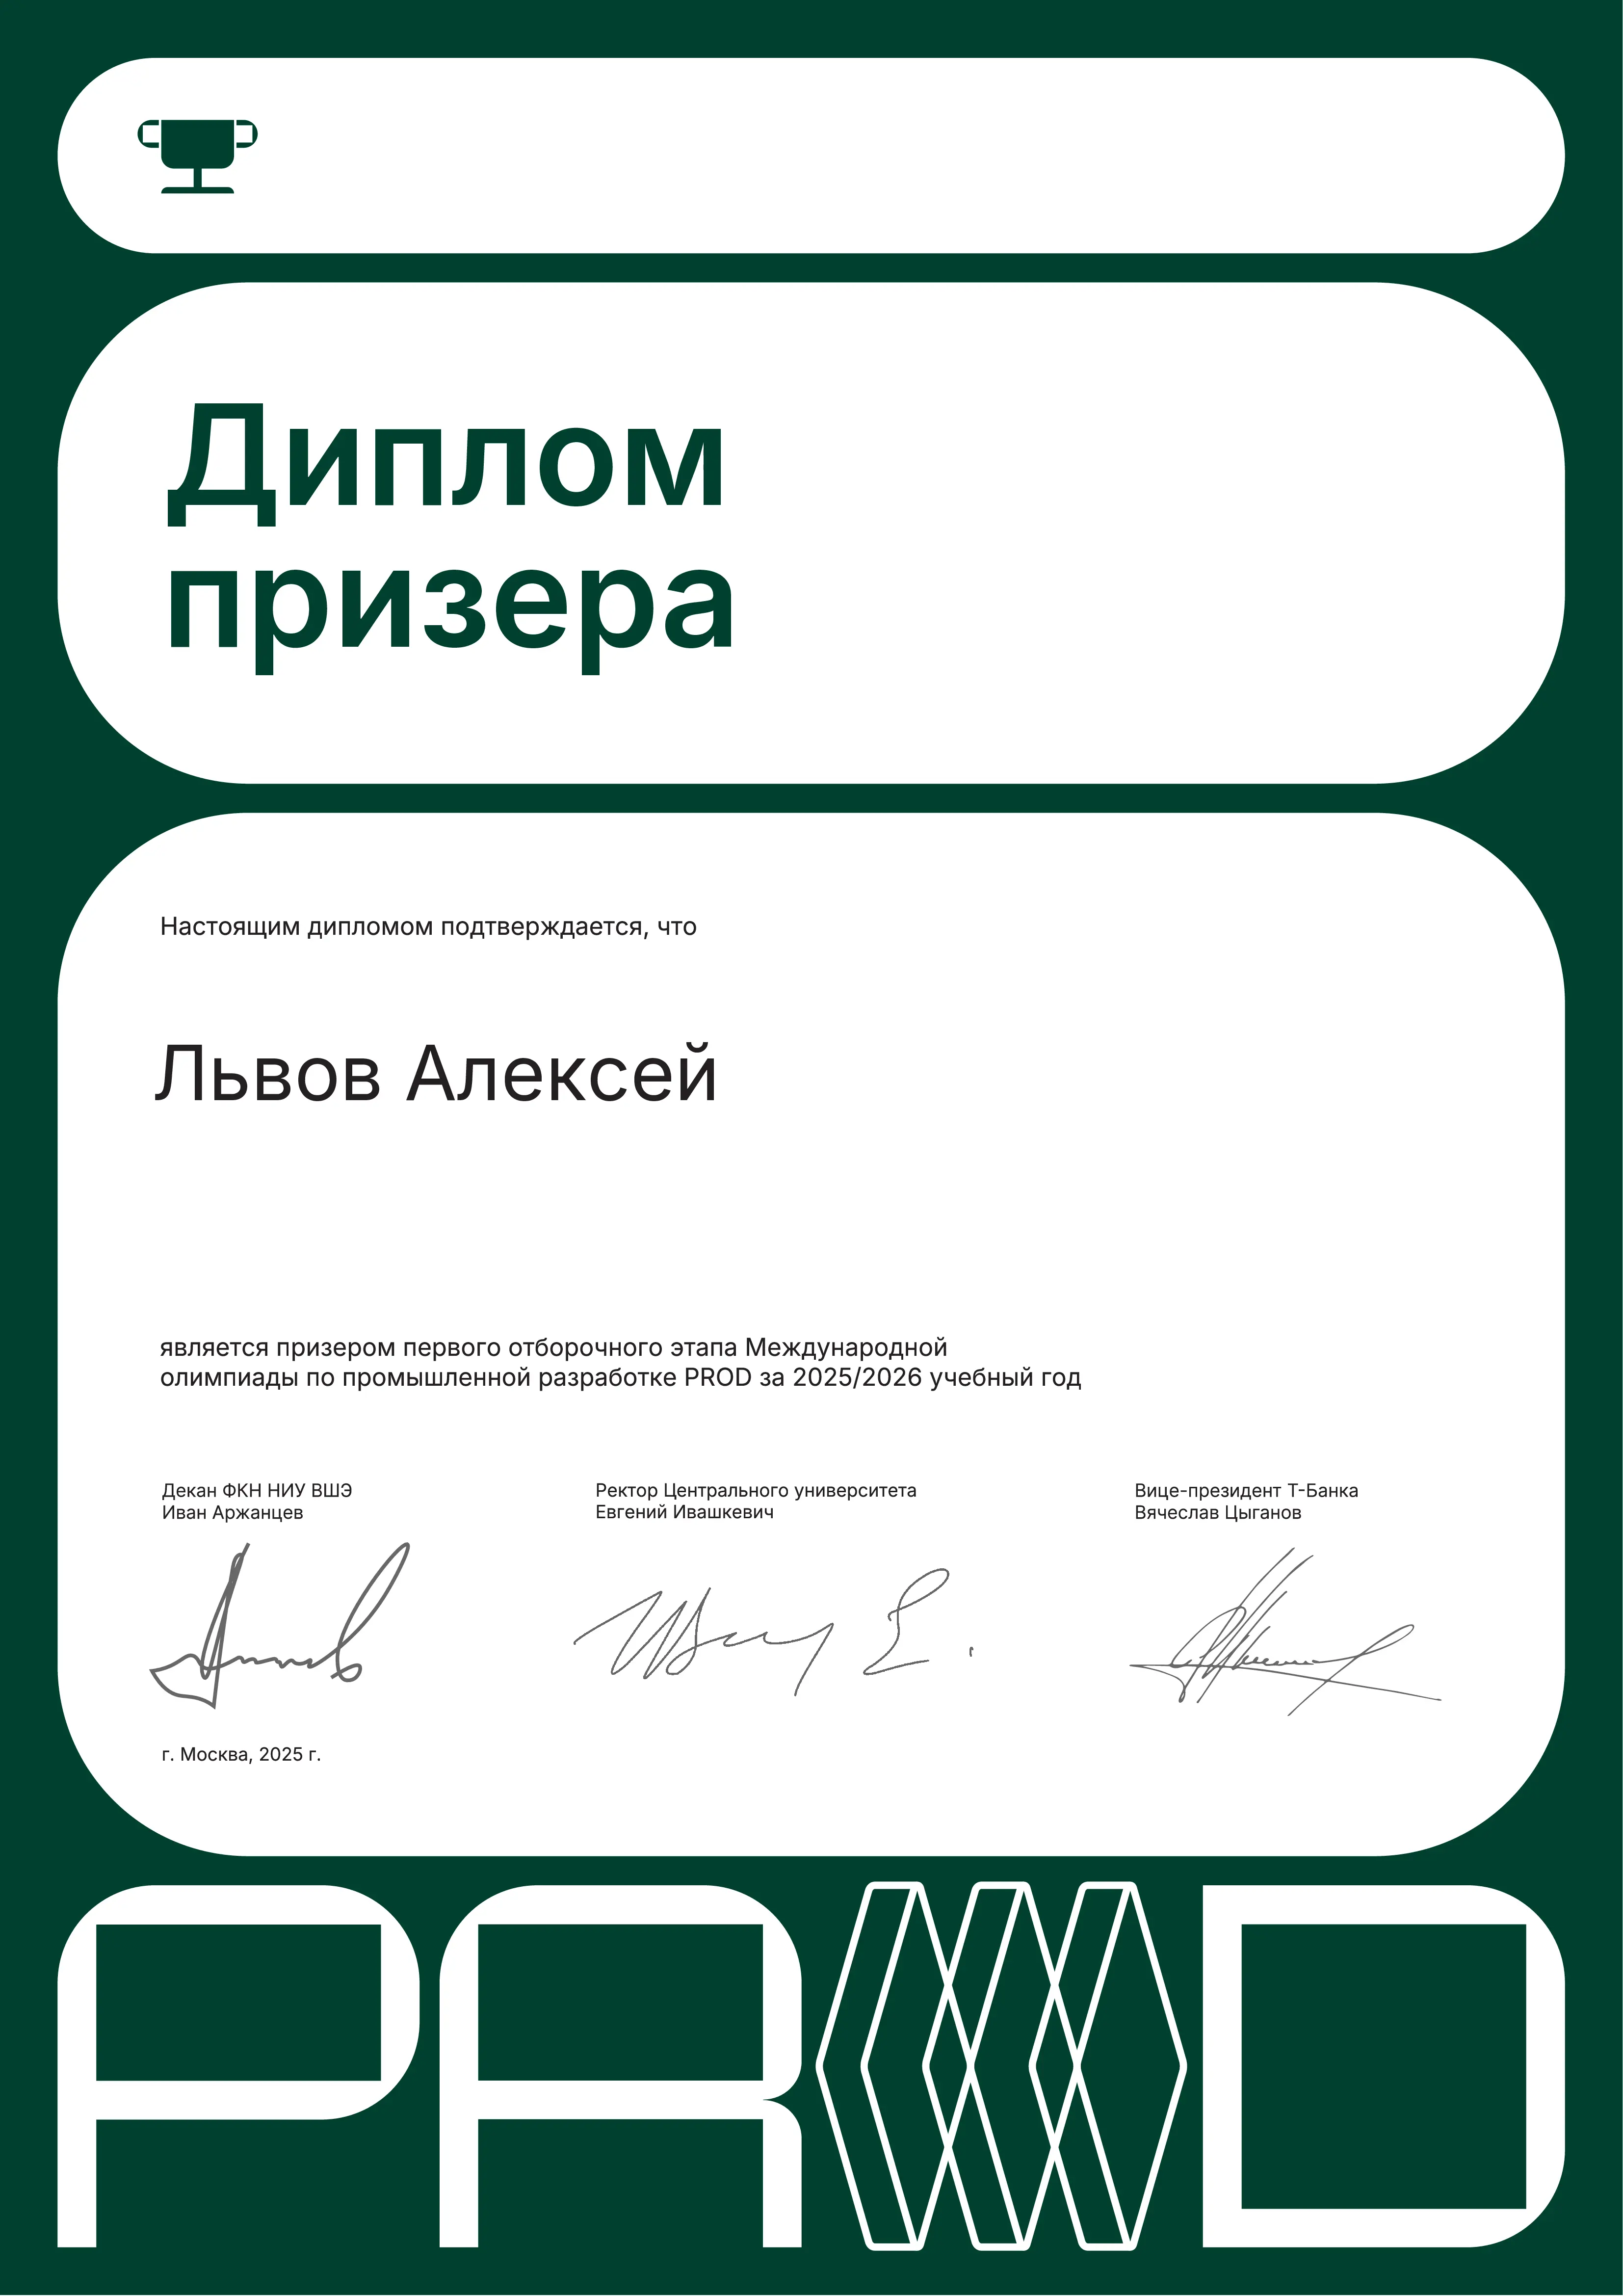 Диплом
призера
Настоящим дипломом подтверждается, что
Львов Алексей
является призером первого отборочного этапа Международной
олимпиады по промышленной разработке PROD за 2025/2026 учебный год
Декан ФКН НИУ ВШЭ
Иван Аржанцев
Ректор Центрального университета
Евгений Ивашкевич
Вице-президент Т-Банка
Вячеслав Цыганов
г. Москва, 2025 г.
PROD